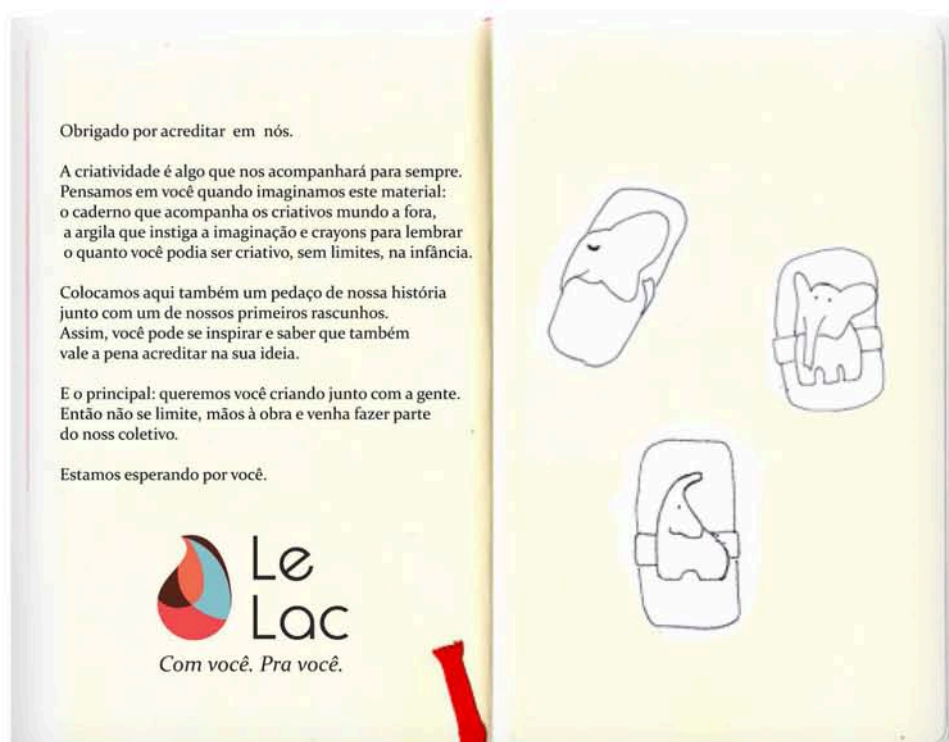 Obrigado por acreditar em nós.
A criatividade é algo que nos acompanhará para sempre.
Pensamos em você quando imaginamos este material:
o caderno que acompanha os criativos mundo a fora,
a argila que instiga a imaginação e crayons para lembrar
o quanto você podia ser criativo, sem limites, na infância.
Colocamos aqui também um pedaço de nossa história
junto com um de nossos primeiros rascunhos.
Assim, você pode se inspirar e saber que também
vale a pena acreditar na sua ideia.
E o principal: queremos você criando junto com a gente.
Então não se limite, mãos à obra e venha fazer parte
do noss coletivo.
Estamos esperando por você.
Le
Lac
Com você. Pra você.